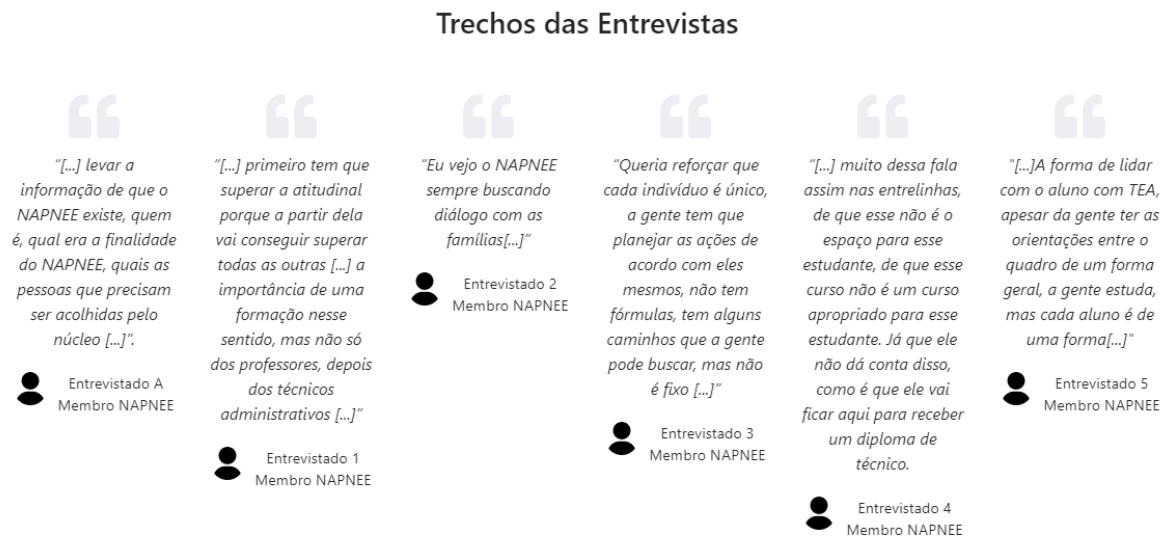 Trechos das Entrevistas
“[...] levar a
informação de que o
NAPNEE existe, quem
é, qual era a finalidade
do NAPNEE, quais as
pessoas que precisam
ser acolhidas pelo
núcleo [...]”.
Entrevistado A
Membro NAPNEE
“[...] primeiro tem que
superar a atitudinal
porque a partir dela
vai conseguir superar
todas as outras [...] a
importância de uma
formação nesse
sentido, mas não só
dos professores, depois
dos técnicos
administrativos [...]”
Entrevistado 1
Membro NAPNEE
“Eu vejo o NAPNEE
sempre buscando
diálogo com as
famílias[...]”
Entrevistado 2
Membro NAPNEE
“Queria reforçar que
cada indivíduo é único,
a gente tem que
planejar as ações de
acordo com eles
mesmos, não tem
fórmulas, tem alguns
caminhos que a gente
pode buscar, mas não
é fixo [...]”
Entrevistado 3
Membro NAPNEE
“[...] muito dessa fala
assim nas entrelinhas,
de que esse não é o
espaço para esse
estudante, de que esse
curso não é um curso
apropriado para esse
estudante. Já que ele
não dá conta disso,
como é que ele vai
ficar aqui para receber
um diploma de
técnico.
Entrevistado 4
Membro NAPNEE
"[...]A forma de lidar
com o aluno com TEA,
apesar da gente ter as
orientações entre o
quadro de um forma
geral, a gente estuda,
mas cada aluno é de
uma forma[...]"
Entrevistado 5
Membro NAPNEE